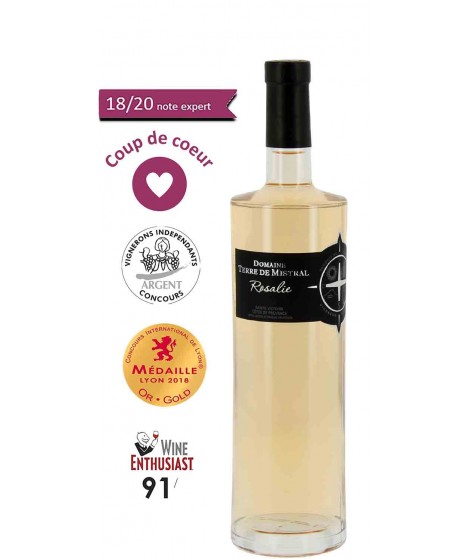 18/20 note expert
Coup de coeur
VIGNERONS INDEPENDANTS
ARGENT
CONCOURS
CONCOURS INTERNATIONAL DE LYON
MÉDAILLE
LYON 2018
OR • GOLD
WINE
ENTHUSIAST
91/
DOMAINE
TERRE DE MISTRAL
Rosalie